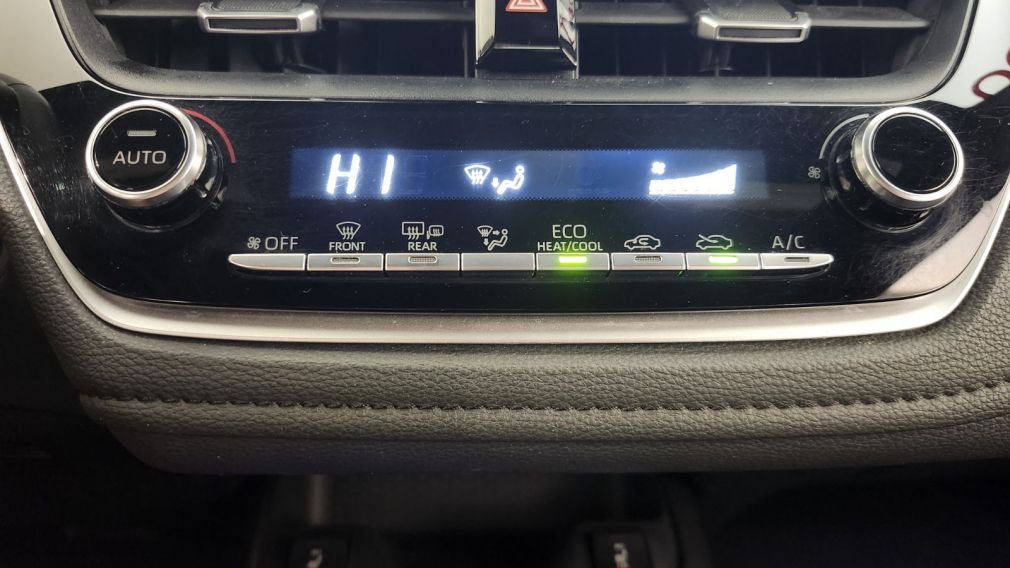 AUTO
HI
OFF
FRONT
REAR
ECO
HEAT/COOL
A/C